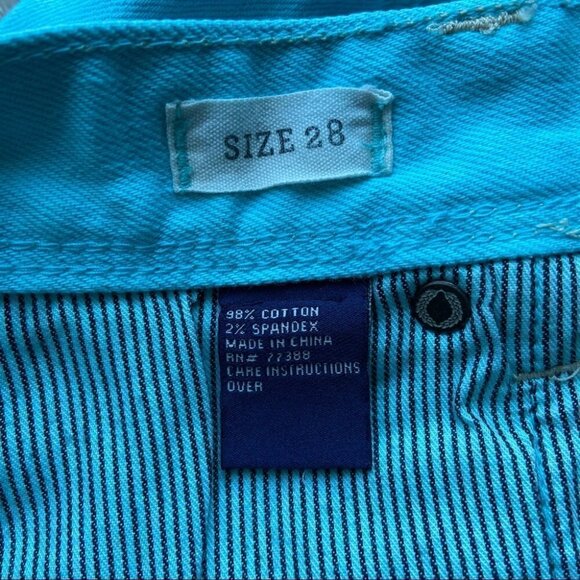 SIZE 28
98% COTTON
2% SPANDEX
MADE IN CHINA
RN# 77388
CARE INSTRUCTIONS
OVER